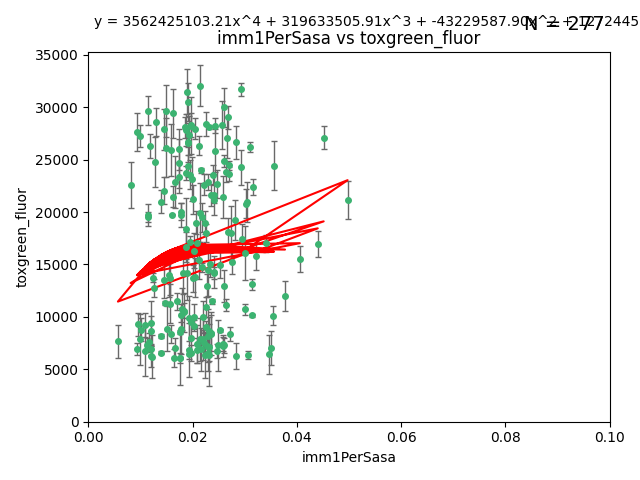 y = 3562425103.21x^4 + 319633505.91x^3 + -43229587.90x^2 +
N = 277
imm1PerSasa vs toxgreen_fluor
35000
30000
25000
20000
15000
10000
5000
0
toxgreen_fluor
0.00 0.02 0.04 0.06 0.08 0.10
imm1PerSasa